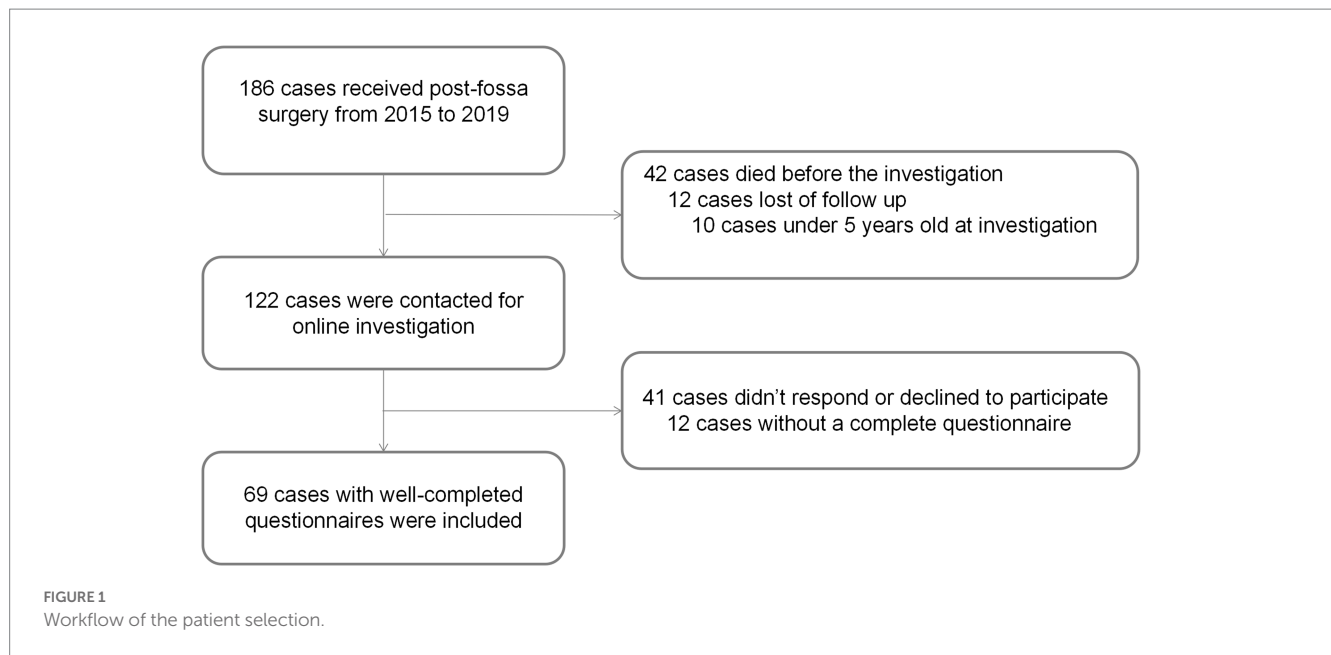 186 cases received post-fossa
surgery from 2015 to 2019
42 cases died before the investigation
12 cases lost of follow up
10 cases under 5 years old at investigation
122 cases were contacted for
online investigation
41 cases didn’t respond or declined to participate
12 cases without a complete questionnaire
69 cases with well-completed
questionnaires were included
FIGURE 1
Workflow of the patient selection.